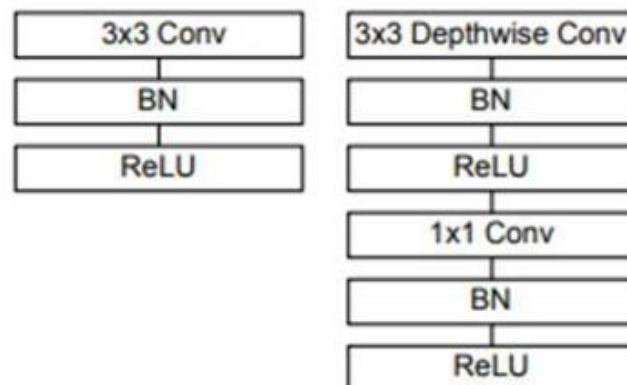 3x3 Conv
BN
ReLU
3x3 Depthwise Conv
BN
ReLU
1x1 Conv
BN
ReLU